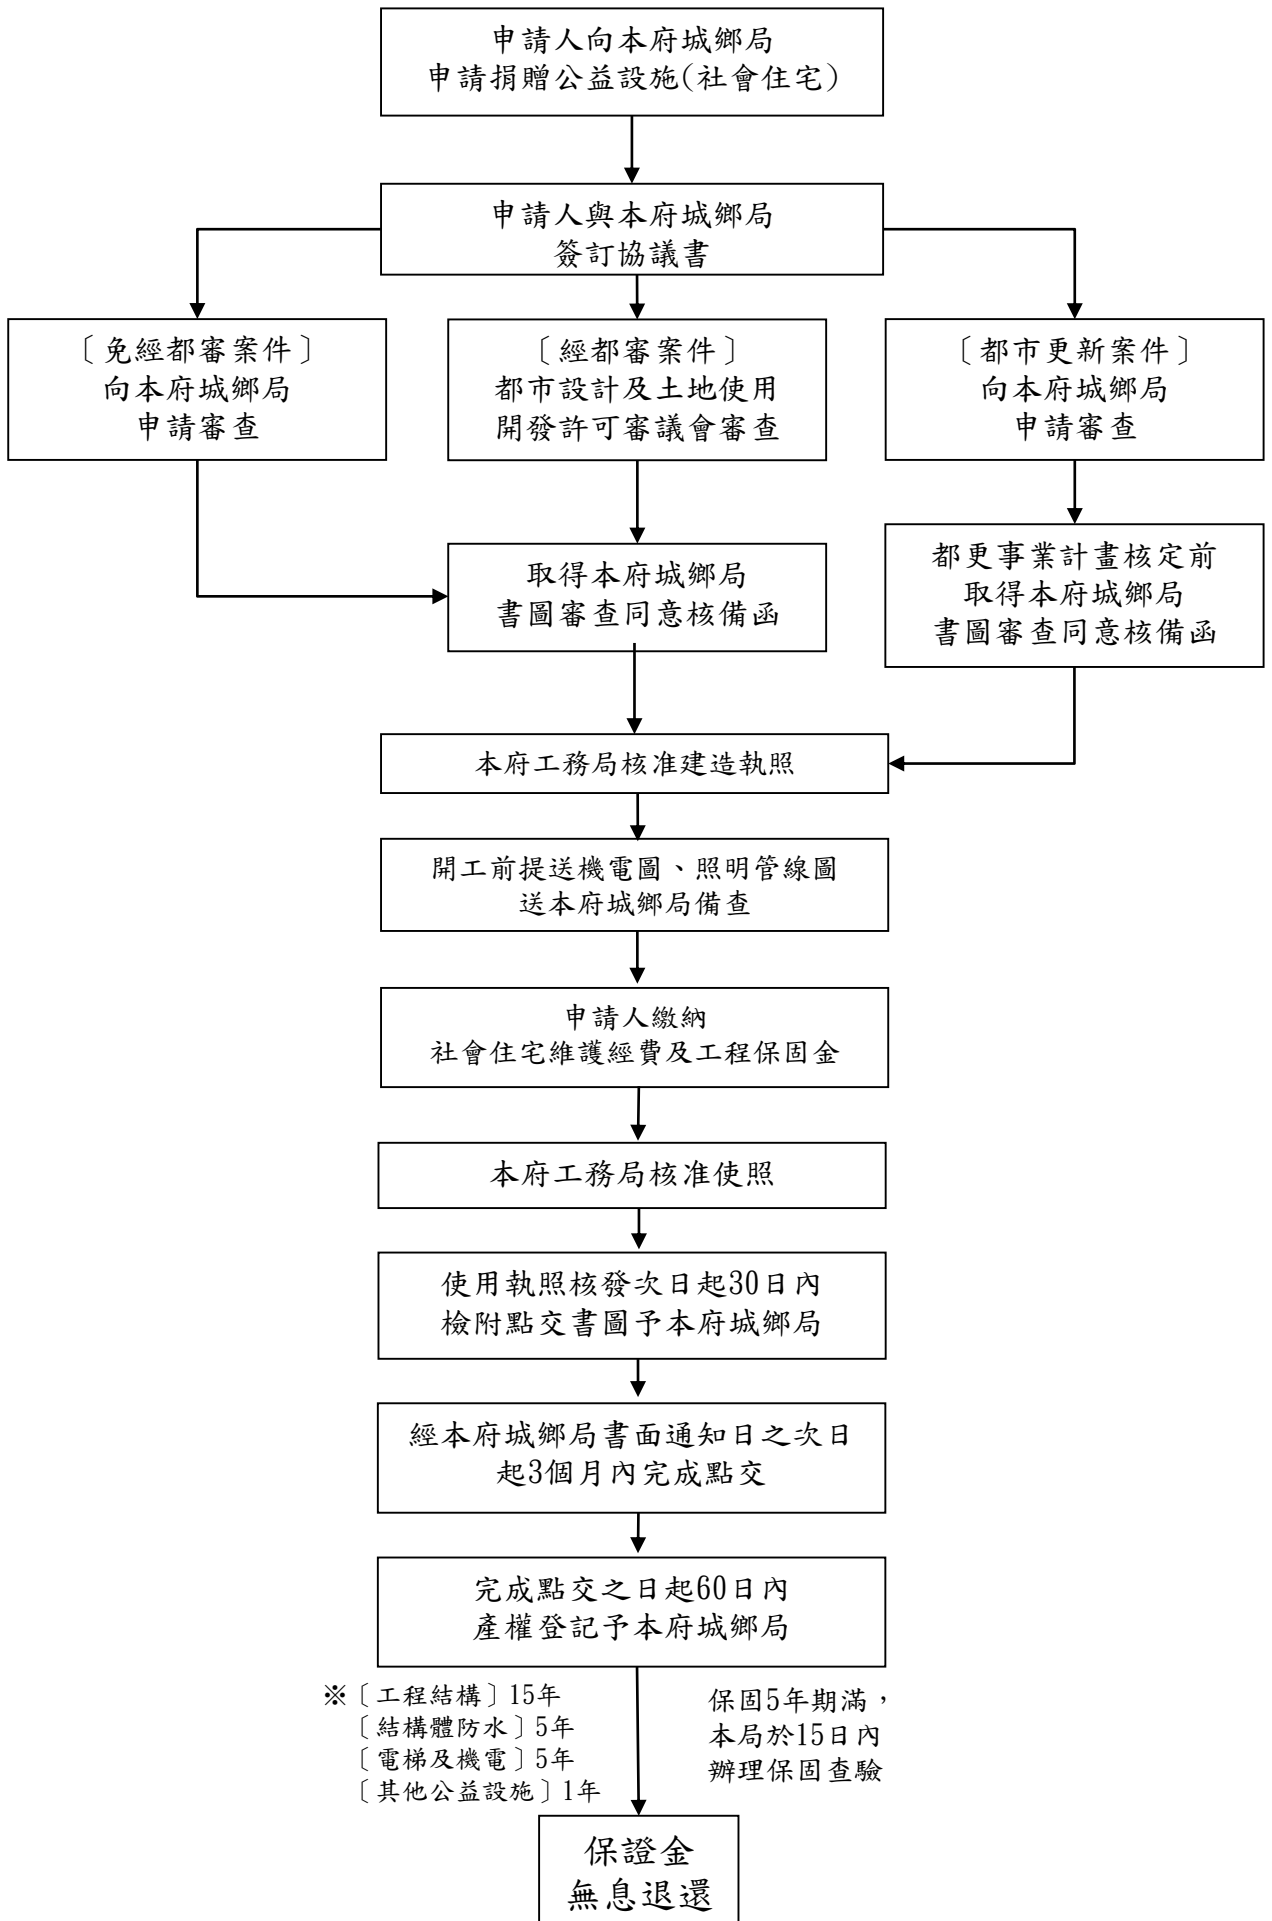 申請人向本府城鄉局
申請捐贈公益設施(社會住宅)
申請人與本府城鄉局
簽訂協議書
〔免經都審案件〕
向本府城鄉局
申請審查
〔經都審案件〕
都市設計及土地使用
開發許可審議會審查
〔都市更新案件〕
向本府城鄉局
申請審查
取得本府城鄉局
書圖審查同意核備函
都更事業計畫核定前
取得本府城鄉局
書圖審查同意核備函
本府工務局核准建造執照
開工前提送機電圖、照明管線圖
送本府城鄉局備查
申請人繳納
社會住宅維護經費及工程保固金
本府工務局核准使照
使用執照核發次日起30日內
檢附點交書圖予本府城鄉局
經本府城鄉局書面通知日之次日
起3個月內完成點交
完成點交之日起60日內
產權登記予本府城鄉局
※〔工程結構〕15年
〔結構體防水〕5年
〔電梯及機電〕5年
〔其他公益設施〕1年
保固5年期滿，
本局於15日內
辦理保固查驗
保證金
無息退還